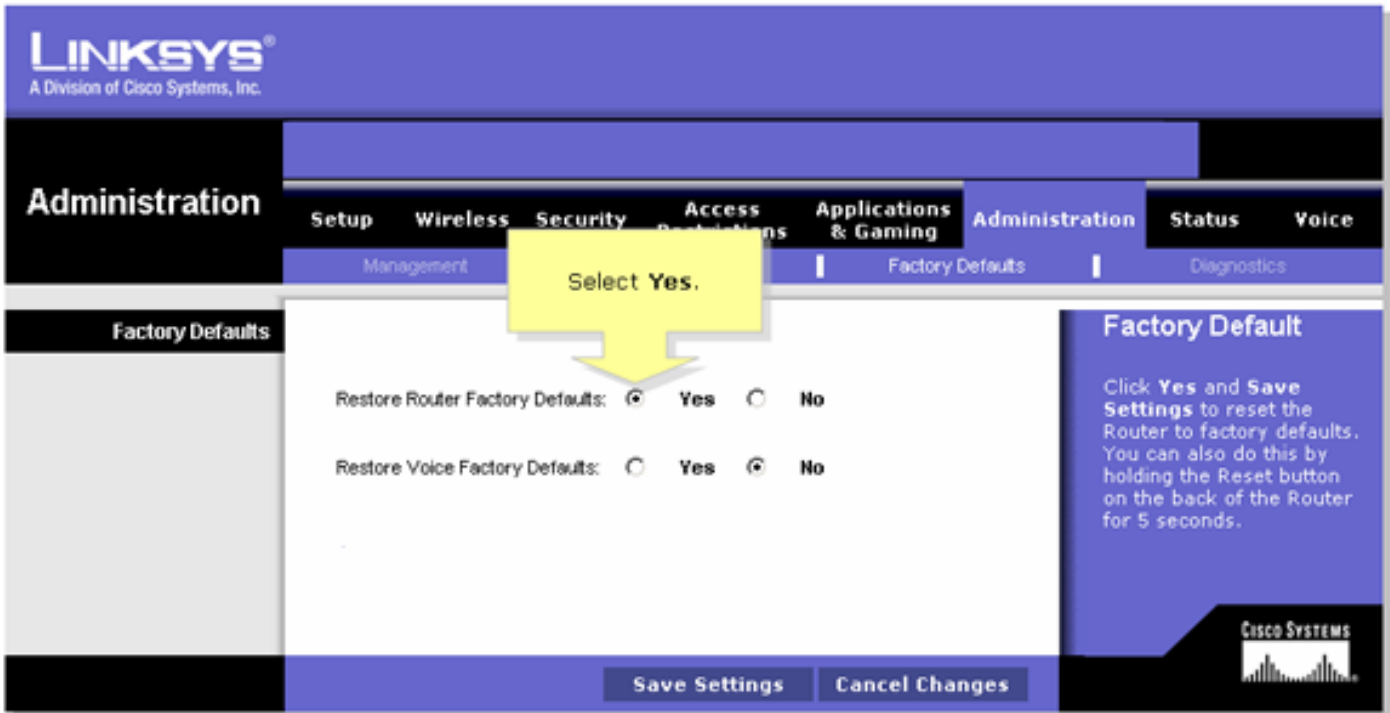 LINKSYS®
A Division of Cisco Systems, Inc.
Administration
Setup
Wireless
Security
Access
Applications
& Gaming
Administration
Status
Voice
Management
Factory Defaults
Diagnostics
Select Yes.
Factory Defaults
Restore Router Factory Defaults: Yes No
Restore Voice Factory Defaults: Yes No
Factory Default
Click Yes and Save
Settings to reset the
Router to factory defaults.
You can also do this by
holding the Reset button
on the back of the Router
for 5 seconds.
CISCO SYSTEMS
Save Settings
Cancel Changes